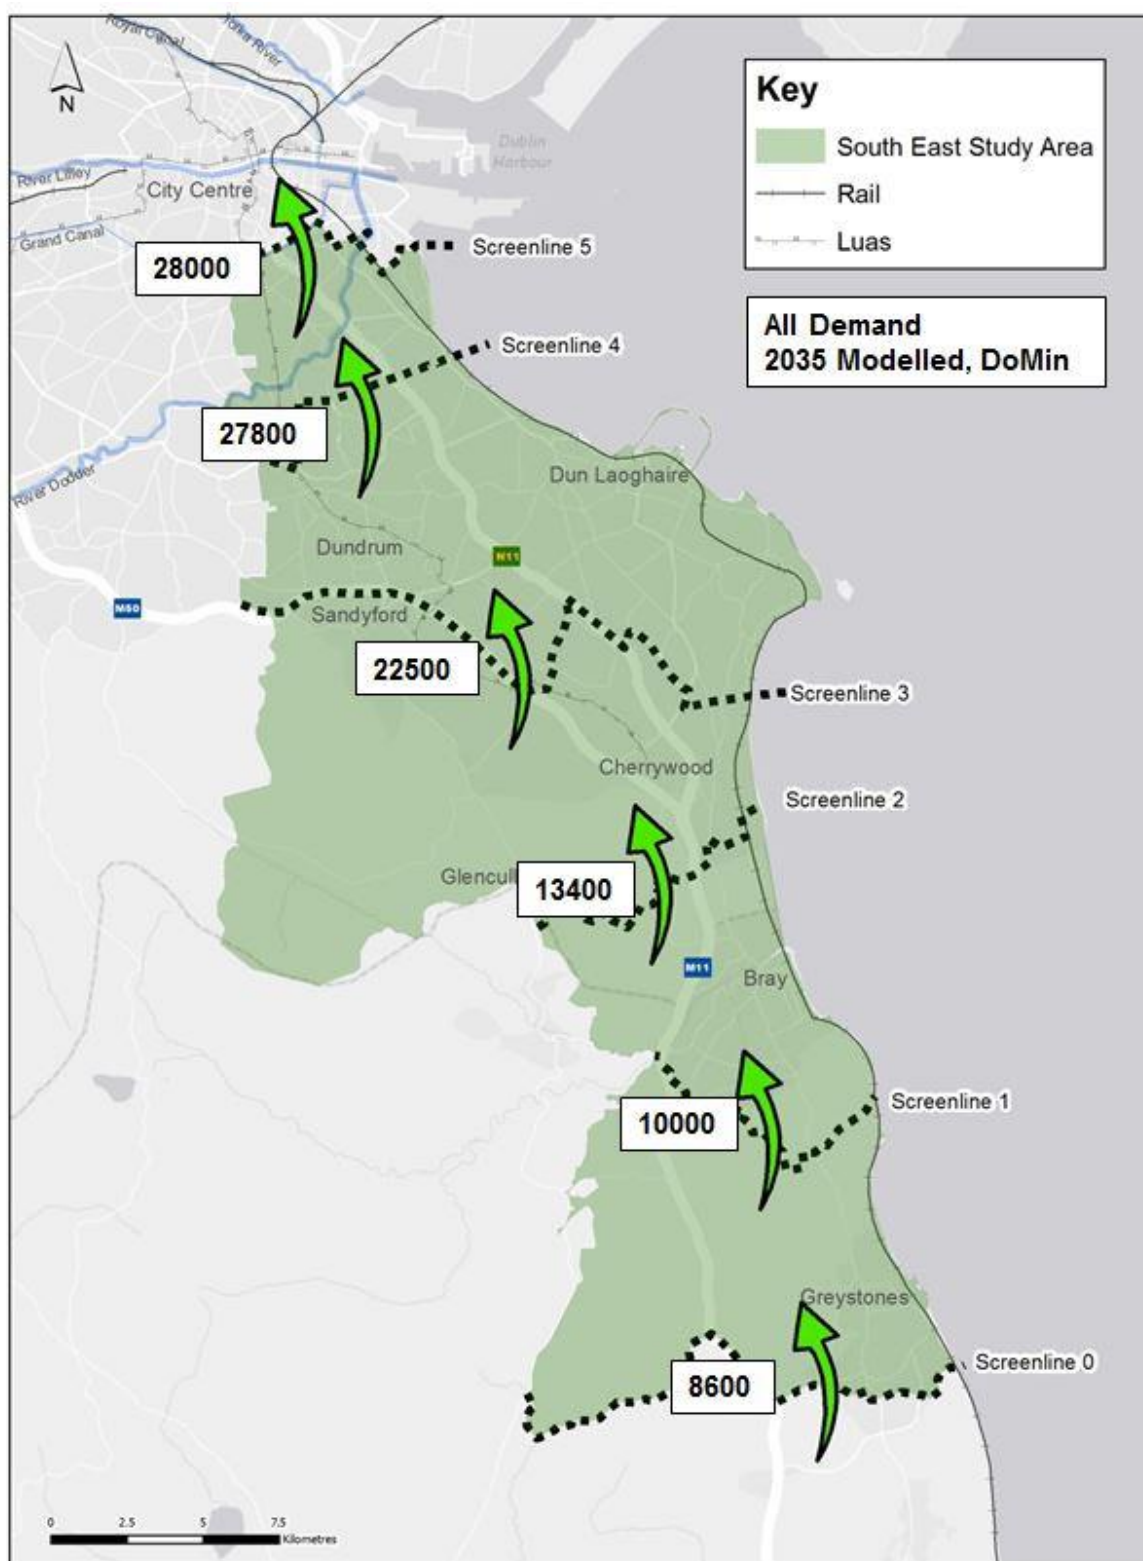 Royal Canal
Tolka River
N
Dublin
Harbour
River Liffey
City Centre
Grand Canal
Key
South East Study Area
Rail
Luas
All Demand
2035 Modelled, DoMin
Screenline 5
28000
Screenline 4
27800
River Dodder
Dun Laoghaire
Dundrum
N11
M50
Sandyford
22500
Screenline 3
Cherrywood
Screenline 2
Glencull
13400
M11
Bray
10000
Screenline 1
Greystones
Screenline 0
8600
0 2.5 5 7.5
Kilometres